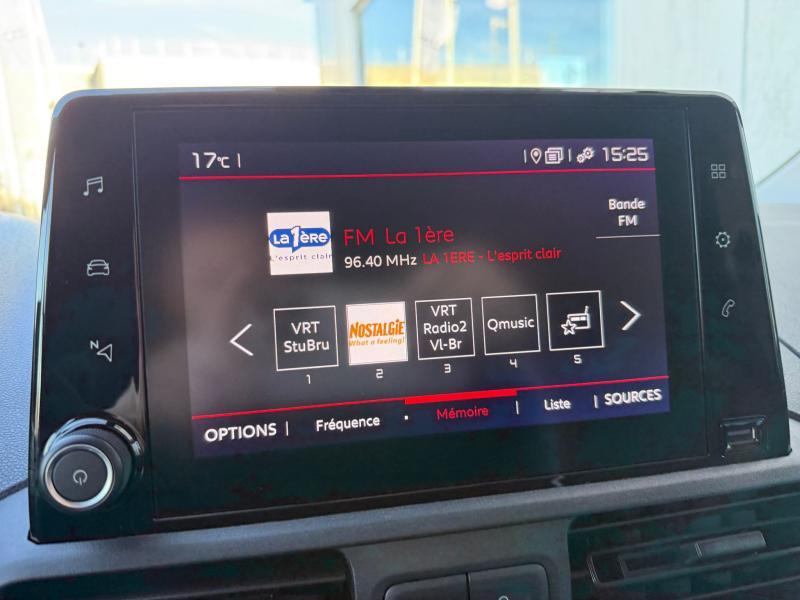 17°C
15:25
Bande
FM
LA 1ÈRE
L'esprit clair
FM La 1ère
96.40 MHz LA 1ERE - L'esprit clair
VRT
StuBru
NOSTALGIE
What a feeling!
VRT
Radio2
Vl-Br
Qmusic
1 2 3 4 5
OPTIONS Fréquence Mémoire Liste SOURCES
N